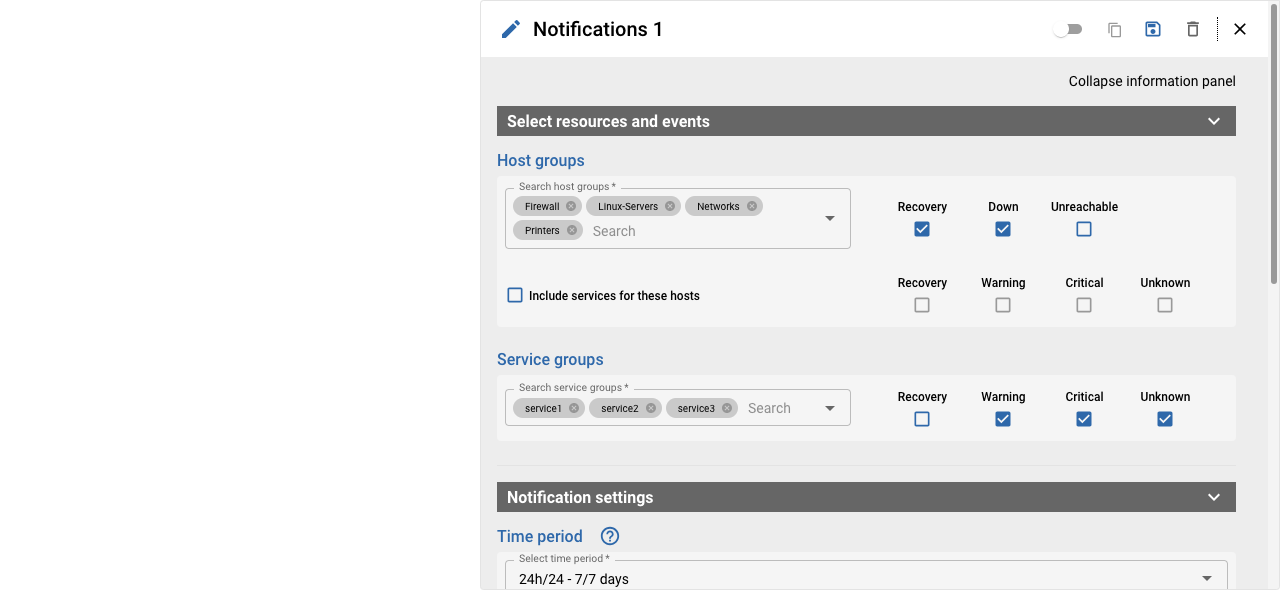 Notifications 1
Collapse information panel
Select resources and events
Host groups
Search host groups *
Firewall Linux-Servers Networks
Printers Search
Recovery Down Unreachable
Include services for these hosts
Recovery Warning Critical Unknown
Service groups
Search service groups *
service1 service2 service3 Search
Recovery Warning Critical Unknown
Notification settings
Time period ?
Select time period *
24h/24 - 7/7 days